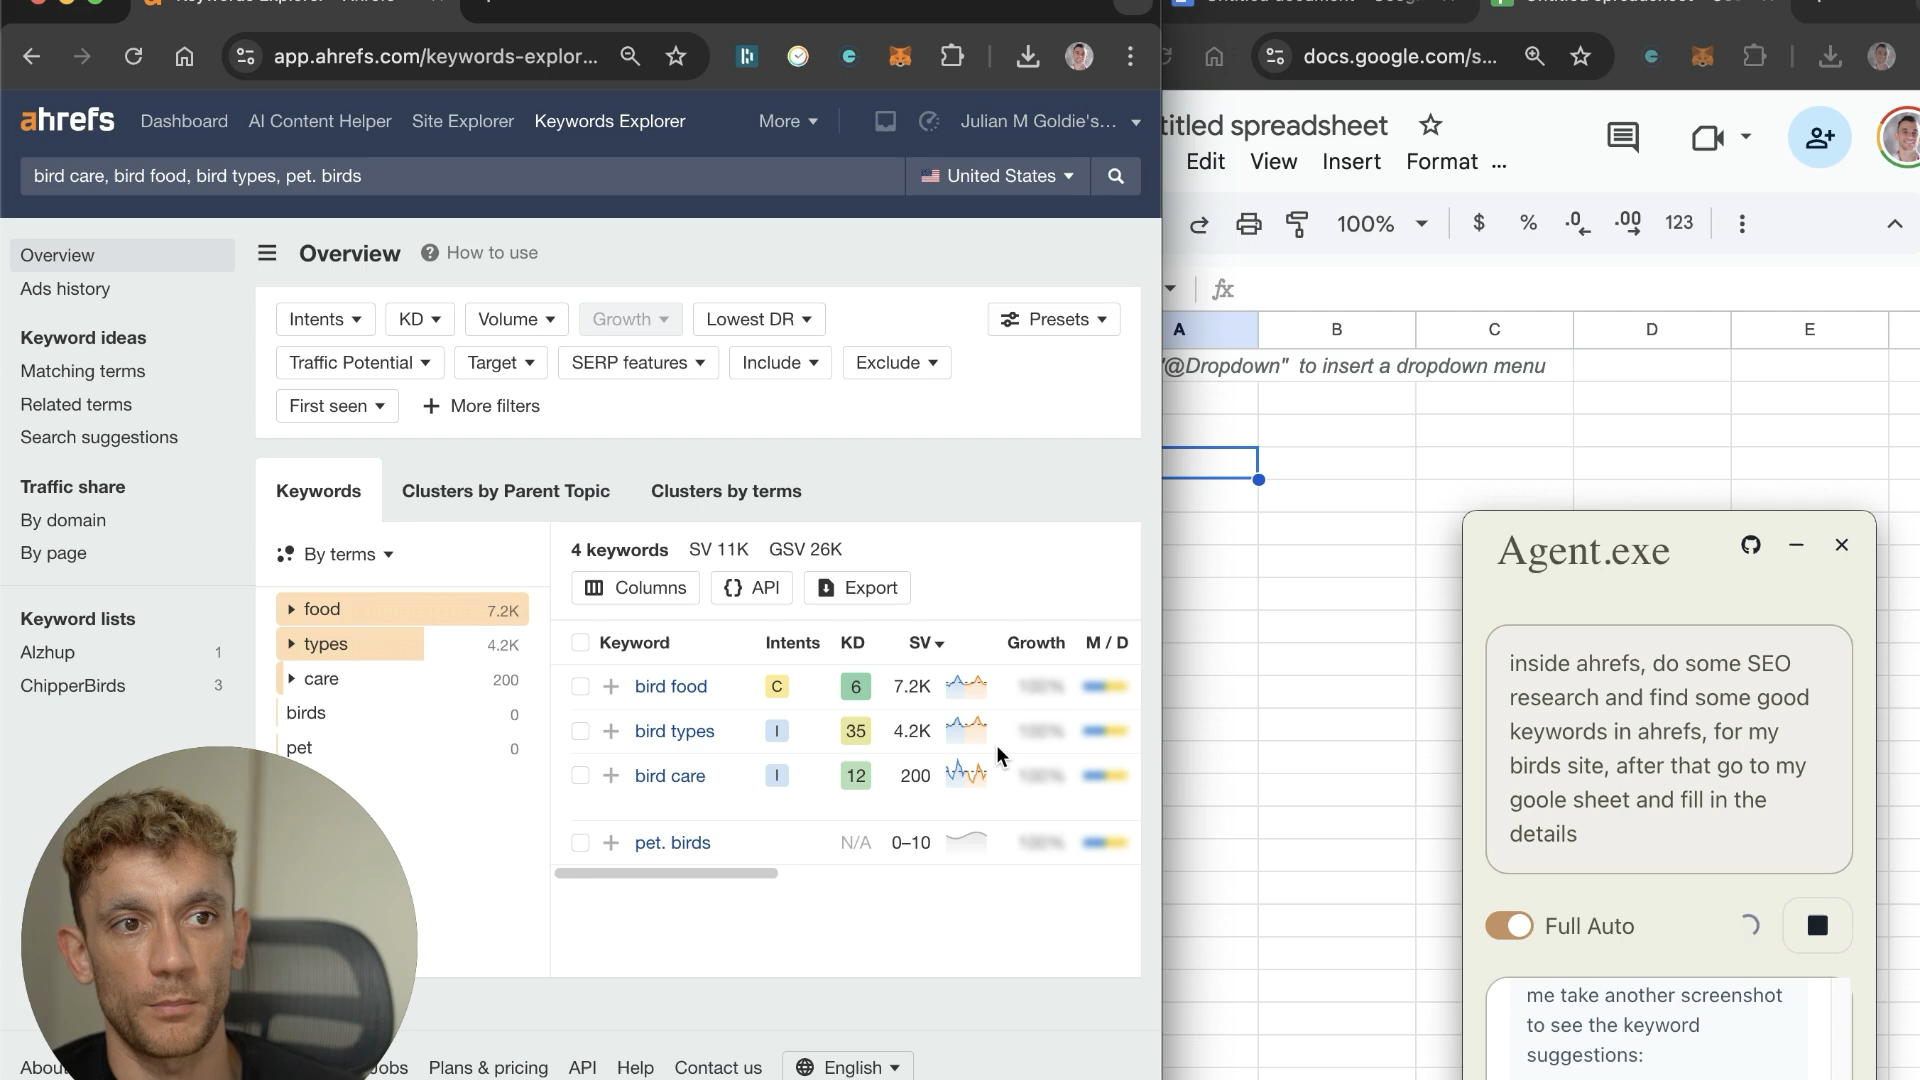 app.ahrefs.com/keywords-explor...
docs.google.com/s...
ahrefs
Dashboard
AI Content Helper
Site Explorer
Keywords Explorer
More
Julian M Goldie's...
bird care, bird food, bird types, pet. birds
United States
Overview
Ads history
Keyword ideas
Matching terms
Related terms
Search suggestions
Traffic share
By domain
By page
Keyword lists
Alzhup 1
ChipperBirds 3
Overview
How to use
Intents
KD
Volume
Growth
Lowest DR
Presets
Traffic Potential
Target
SERP features
Include
Exclude
First seen
More filters
Keywords
Clusters by Parent Topic
Clusters by terms
By terms
food 7.2K
types 4.2K
care 200
birds 0
pet 0
4 keywords SV 11K GSV 26K
Columns
API
Export
Keyword Intents KD SV Growth M / D
bird food C 6 7.2K
bird types I 35 4.2K
bird care I 12 200
pet. birds N/A 0–10
Jobs
Plans & pricing
API
Help
Contact us
English
titled spreadsheet
Edit View Insert Format ...
100% $ % .0 .00 123
fx
A B C D E
"@Dropdown" to insert a dropdown menu
Agent.exe
inside ahrefs, do some SEO
research and find some good
keywords in ahrefs, for my
birds site, after that go to my
goole sheet and fill in the
details
Full Auto
me take another screenshot
to see the keyword
suggestions: